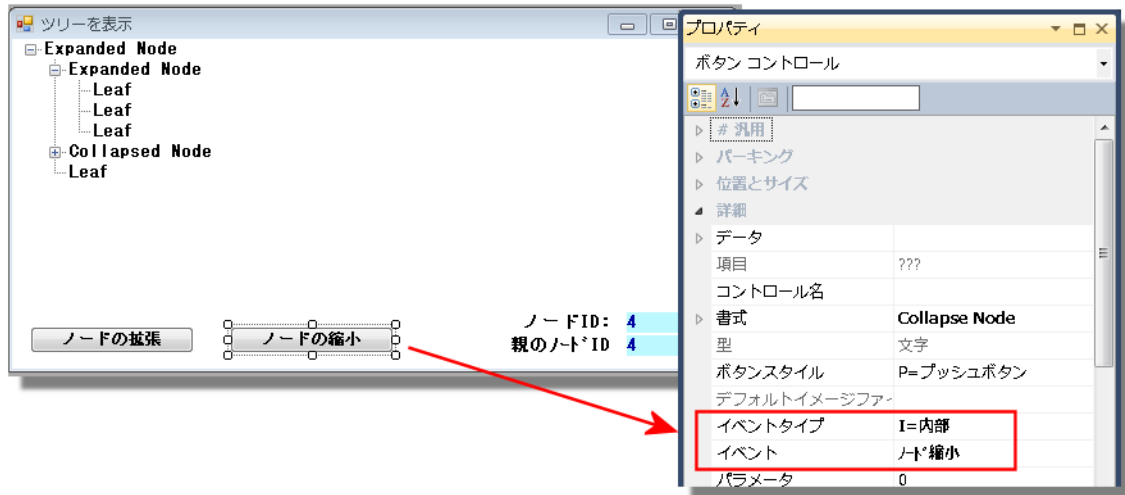 ツリーを表示
Expanded Node
Expanded Node
Leaf
Leaf
Leaf
Collapsed Node
Leaf
ノードの拡張
ノードの縮小
ノードID: 4
親のノードID 4
プロパティ
ボタン コントロール
# 汎用
パーキング
位置とサイズ
詳細
データ
項目 ???
コントロール名
書式 Collapse Node
型 文字
ボタンスタイル P=プッシュボタン
デフォルトイメージファイ
イベントタイプ I=内部
イベント ノード縮小
パラメータ 0